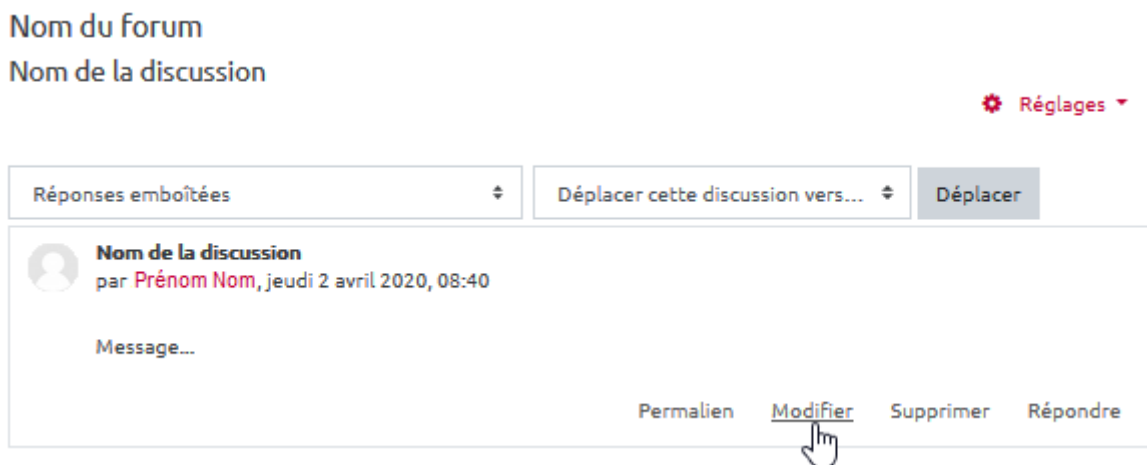 Nom du forum
Nom de la discussion
Réglages
Réponses emboîtées
Déplacer cette discussion vers... Déplacer
Nom de la discussion
par Prénom Nom, jeudi 2 avril 2020, 08:40
Message...
Permalien Modifier Supprimer Répondre